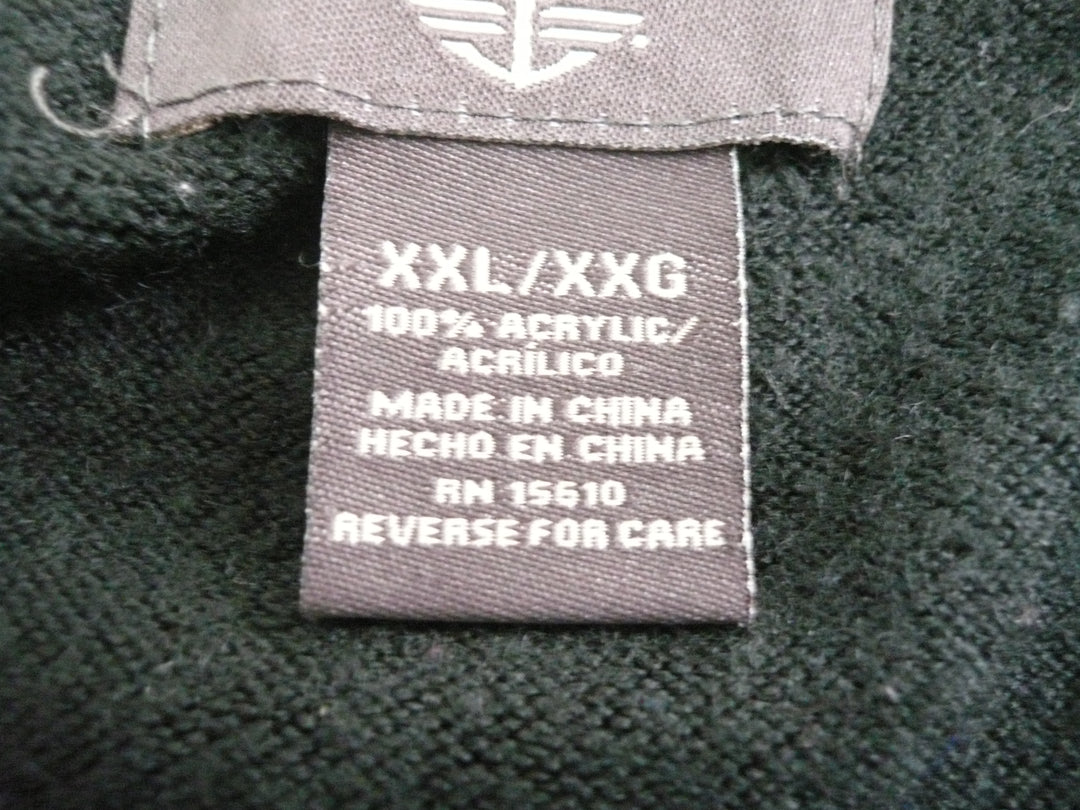 XXL/XXG
100% ACRYLIC/
ACRÍLICO
MADE IN CHINA
HECHO EN CHINA
RN 15610
REVERSE FOR CARE